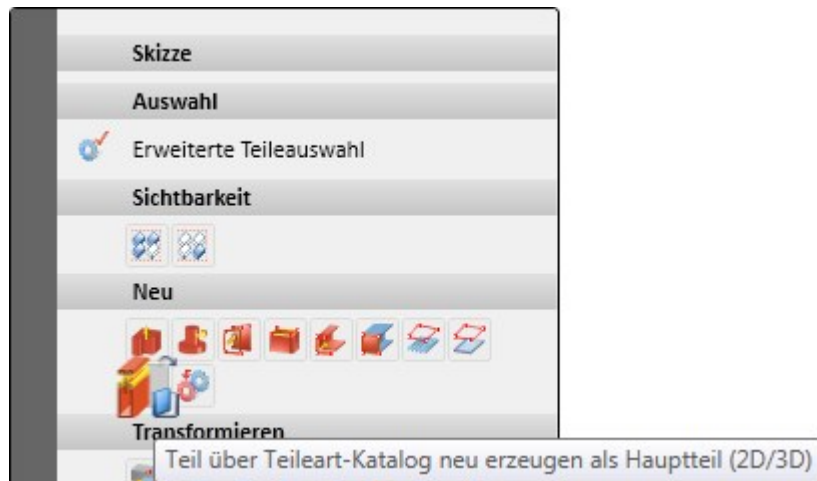 Skizze
Auswahl
Erweiterte Teileauswahl
Sichtbarkeit
Neu
Transformieren
Teil über Teileart-Katalog neu erzeugen als Hauptteil (2D/3D)